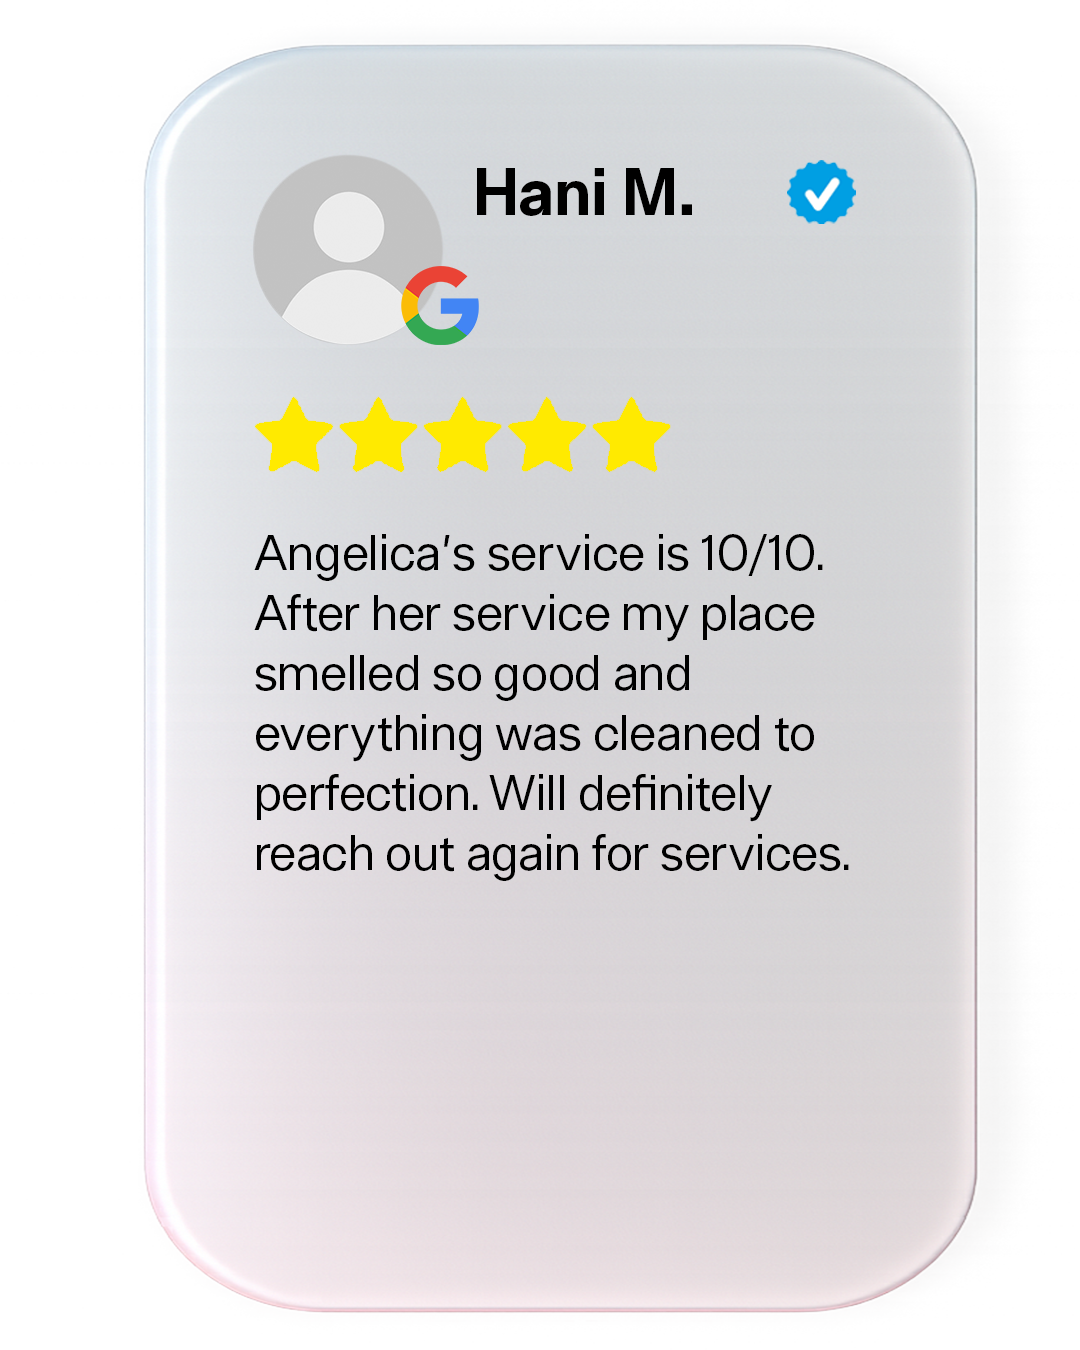 Hani M.
Angelica's service is 10/10.
After her service my place
smelled so good and
everything was cleaned to
perfection. Will definitely
reach out again for services.